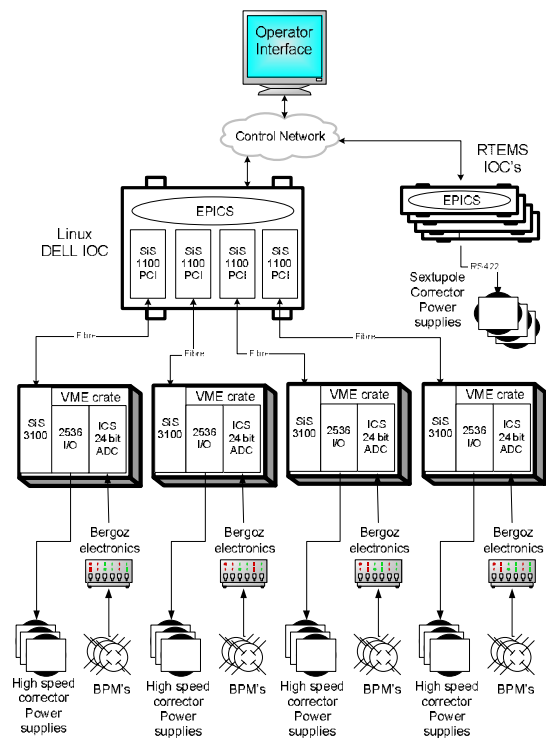 Operator
Interface
Control Network
RTEMS
IOC's
EPICS
EPICS
Linux
DELL IOC
SiS
1100
PCI
SiS
1100
PCI
SiS
1100
PCI
SiS
1100
PCI
RS422
Sextupole
Corrector
Power
supplies
Fibre
Fibre
Fibre
Fibre
VME crate
SiS
3100
2536
I/O
ICS
24 bit
ADC
VME crate
SiS
3100
2536
I/O
ICS
24 bit
ADC
VME crate
SiS
3100
2536
I/O
ICS
24 bit
ADC
VME crate
SiS
3100
2536
I/O
ICS
24 bit
ADC
Bergoz
electronics
Bergoz
electronics
Bergoz
electronics
Bergoz
electronics
High speed
corrector
Power
supplies
BPM's
High speed
corrector
Power
supplies
BPM's
High speed
corrector
Power
supplies
BPM's
High speed
corrector
Power
supplies
BPM's